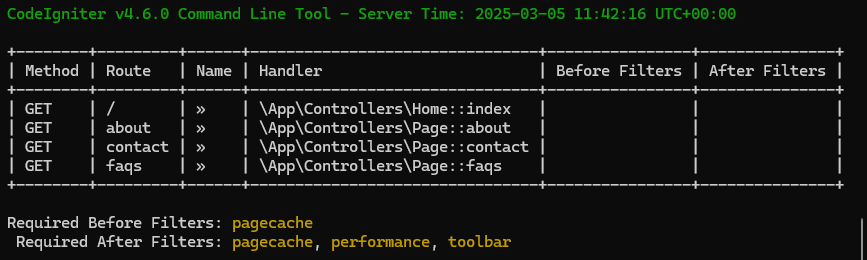 CodeIgniter v4.6.0 Command Line Tool - Server Time: 2025-03-05 11:42:16 UTC+00:00
+--------+---------+------+--------------------------------+----------------+---------------+
| Method | Route   | Name | Handler                        | Before Filters | After Filters |
+--------+---------+------+--------------------------------+----------------+---------------+
| GET    | /       | »    | \App\Controllers\Home::index   |                |               |
| GET    | about   | »    | \App\Controllers\Page::about   |                |               |
| GET    | contact | »    | \App\Controllers\Page::contact |                |               |
| GET    | faqs    | »    | \App\Controllers\Page::faqs    |                |               |
+--------+---------+------+--------------------------------+----------------+---------------+
Required Before Filters: pagecache
 Required After Filters: pagecache, performance, toolbar